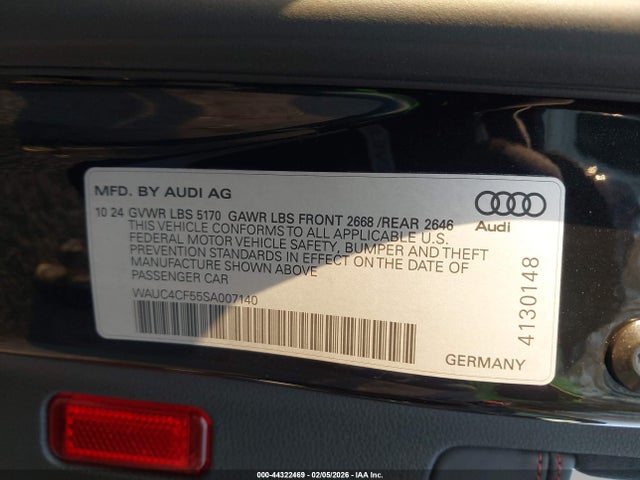 MFD. BY AUDI AG
10 24 GVWR LBS 5170 GAWR LBS FRONT 2668 /REAR 2646
THIS VEHICLE CONFORMS TO ALL APPLICABLE U.S.
FEDERAL MOTOR VEHICLE SAFETY, BUMPER AND THEFT
PREVENTION STANDARDS IN EFFECT ON THE DATE OF
MANUFACTURE SHOWN ABOVE
PASSENGER CAR
WAUC4CF55SA007140
Audi
4130148
GERMANY
000-44322469 - 02/05/2026 - IAA Inc.